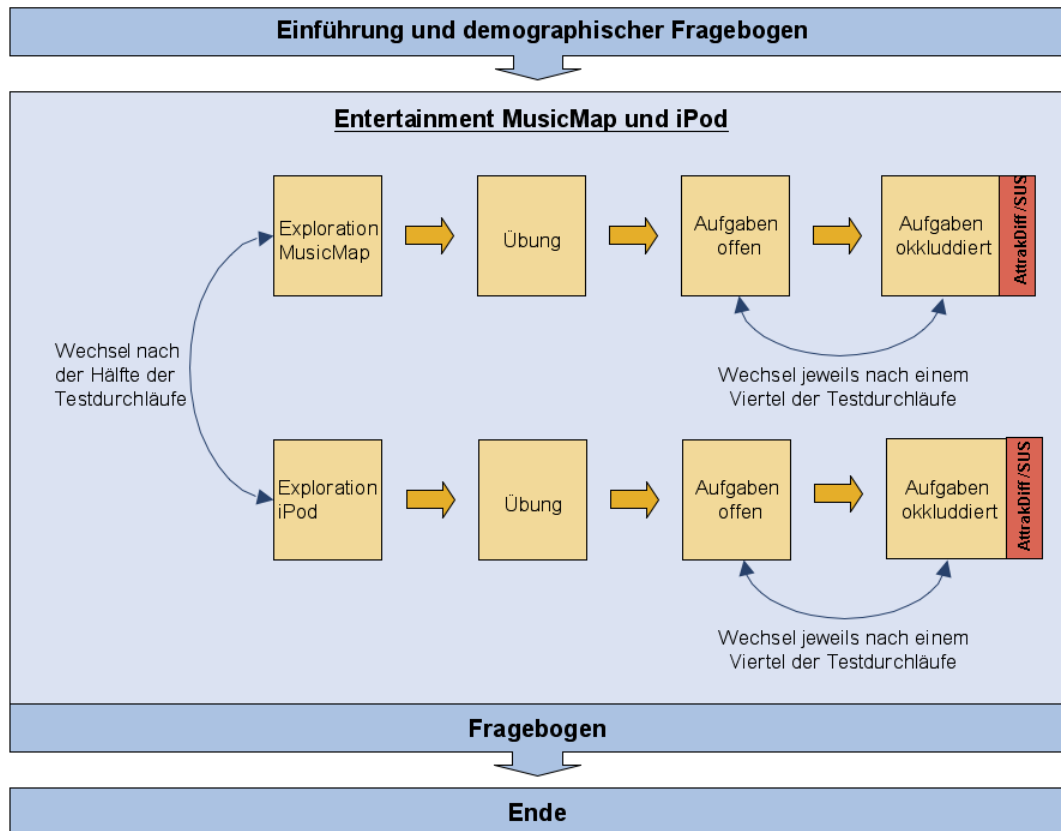 Einführung und demographischer Fragebogen
Entertainment MusicMap und iPod
Exploration
MusicMap
Übung
Aufgaben
offen
Aufgaben
okkluddiert
AttrakDiff /SUS
Wechsel nach
der Hälfte der
Testdurchläufe
Wechsel jeweils nach einem
Viertel der Testdurchläufe
Exploration
iPod
Übung
Aufgaben
offen
Aufgaben
okkluddiert
AttrakDiff /SUS
Wechsel jeweils nach einem
Viertel der Testdurchläufe
Fragebogen
Ende